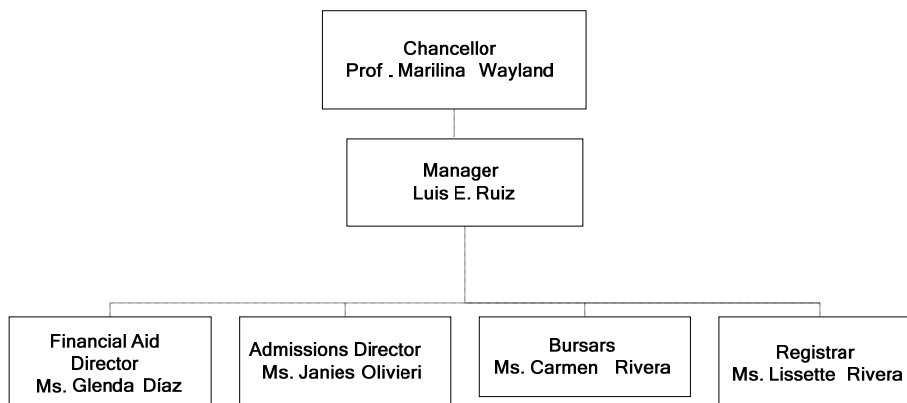 Chancellor
Prof. Marilina Wayland
Manager
Luis E. Ruiz
Financial Aid
Director
Ms. Glenda Díaz
Admissions Director
Ms. Janies Olivieri
Bursars
Ms. Carmen Rivera
Registrar
Ms. Lissette Rivera